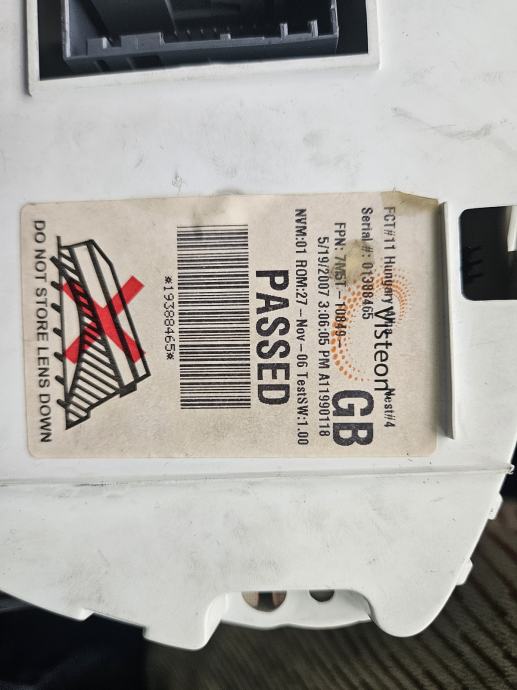 FCT#11 Hungary Nest#4
Visteon
Serial #: 01388465
FPN: 7M5T-10849-
GB
5/19/2007 3:06:05 PM A11990118
NVM:01 ROM:27-Nov-06 TestSW:1.00
PASSED
*19388465*
DO NOT STORE LENS DOWN